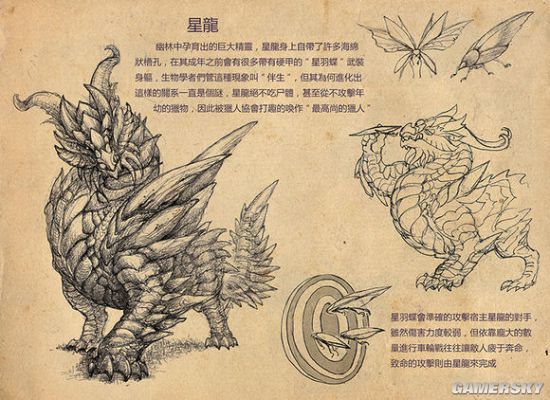 星龍
幽林中孕育出的巨大精靈，星龍身上自帶了許多海綿
狀槽孔，在其成年之前會有很多帶有硬甲的"星羽蝶"武裝
身軀，生物學者們管這種現象叫"伴生"，但其為何進化出
這樣的關系一直是個謎，星龍絕不吃尸體，甚至從不攻擊年
幼的獵物，因此被獵人協會打趣的喚作"最高尚的獵人"
星羽蝶會準確的攻擊宿主星龍的對手，
雖然傷害力度較弱，但依靠龐大的數
量進行車輪戰往往讓敵人疲于奔命，
致命的攻擊則由星龍來完成
GAMERSKY